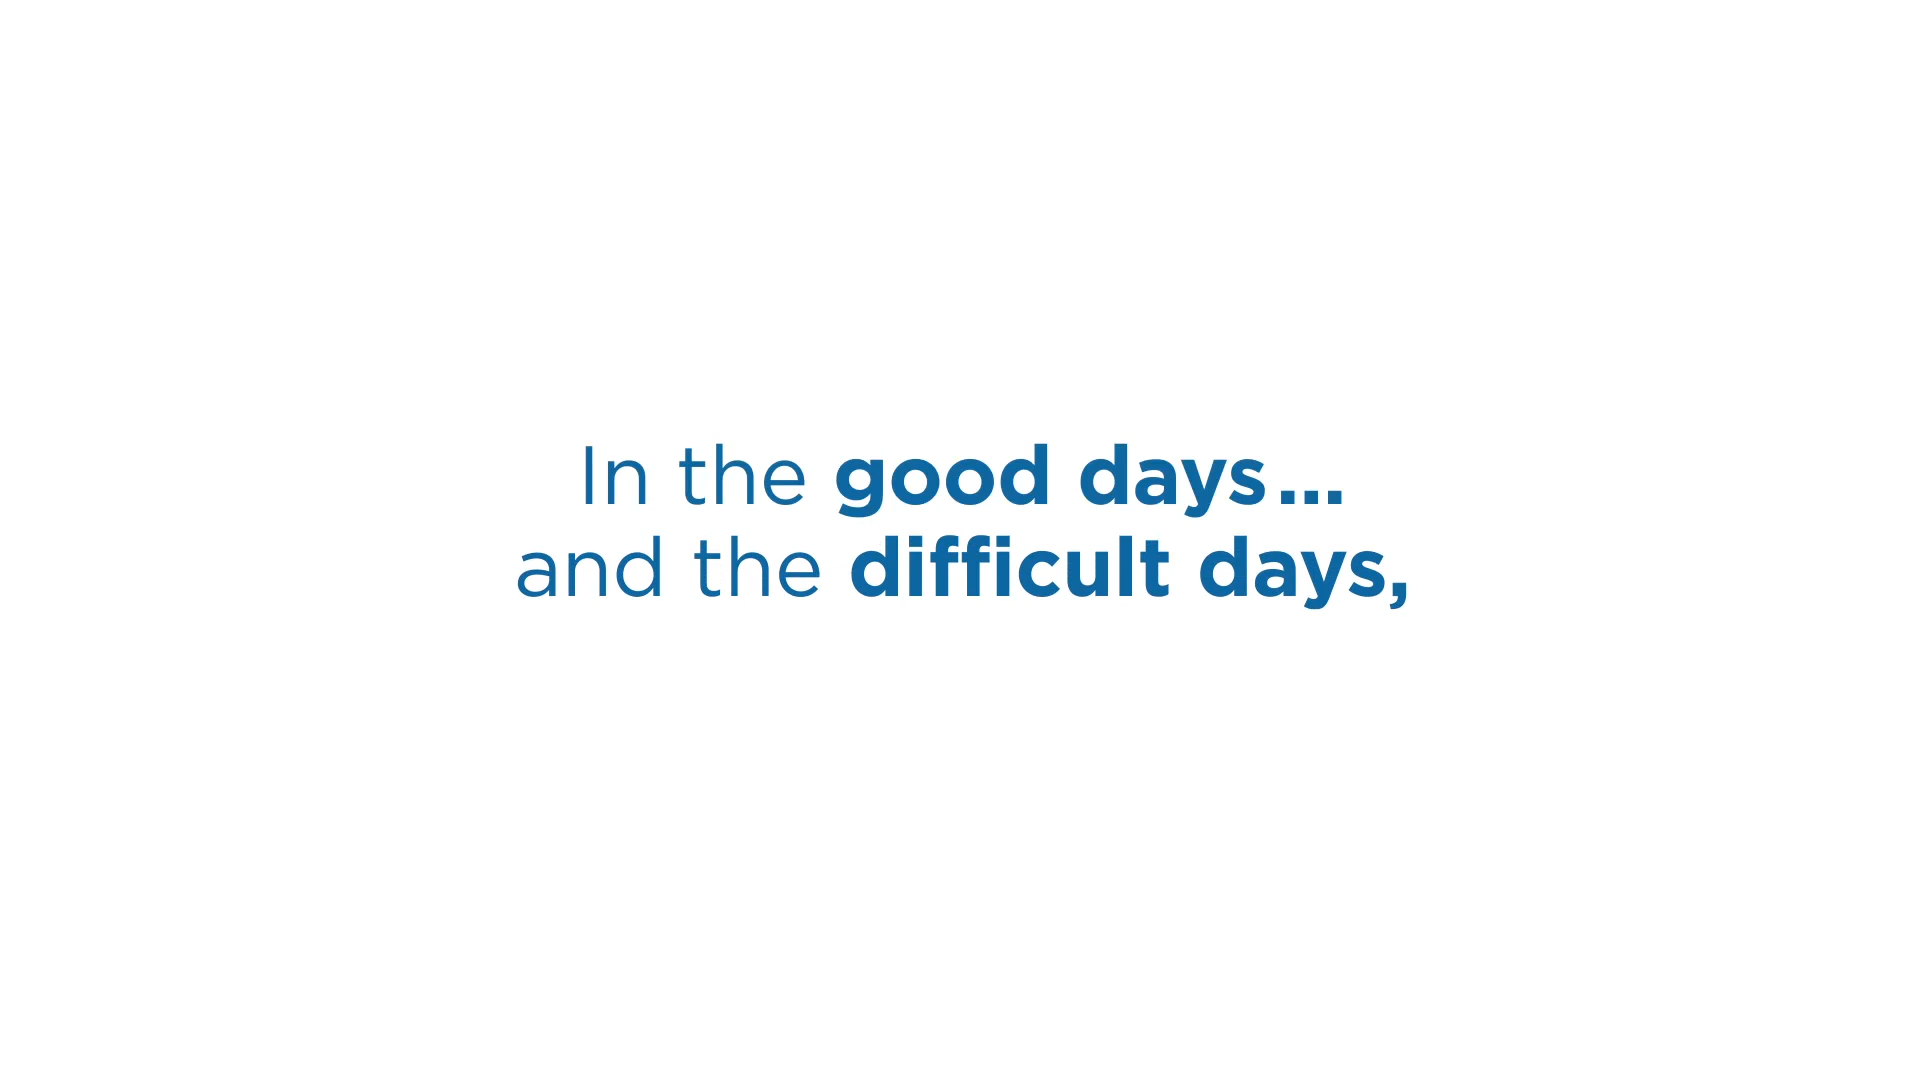 In the good days...
and the difficult days,